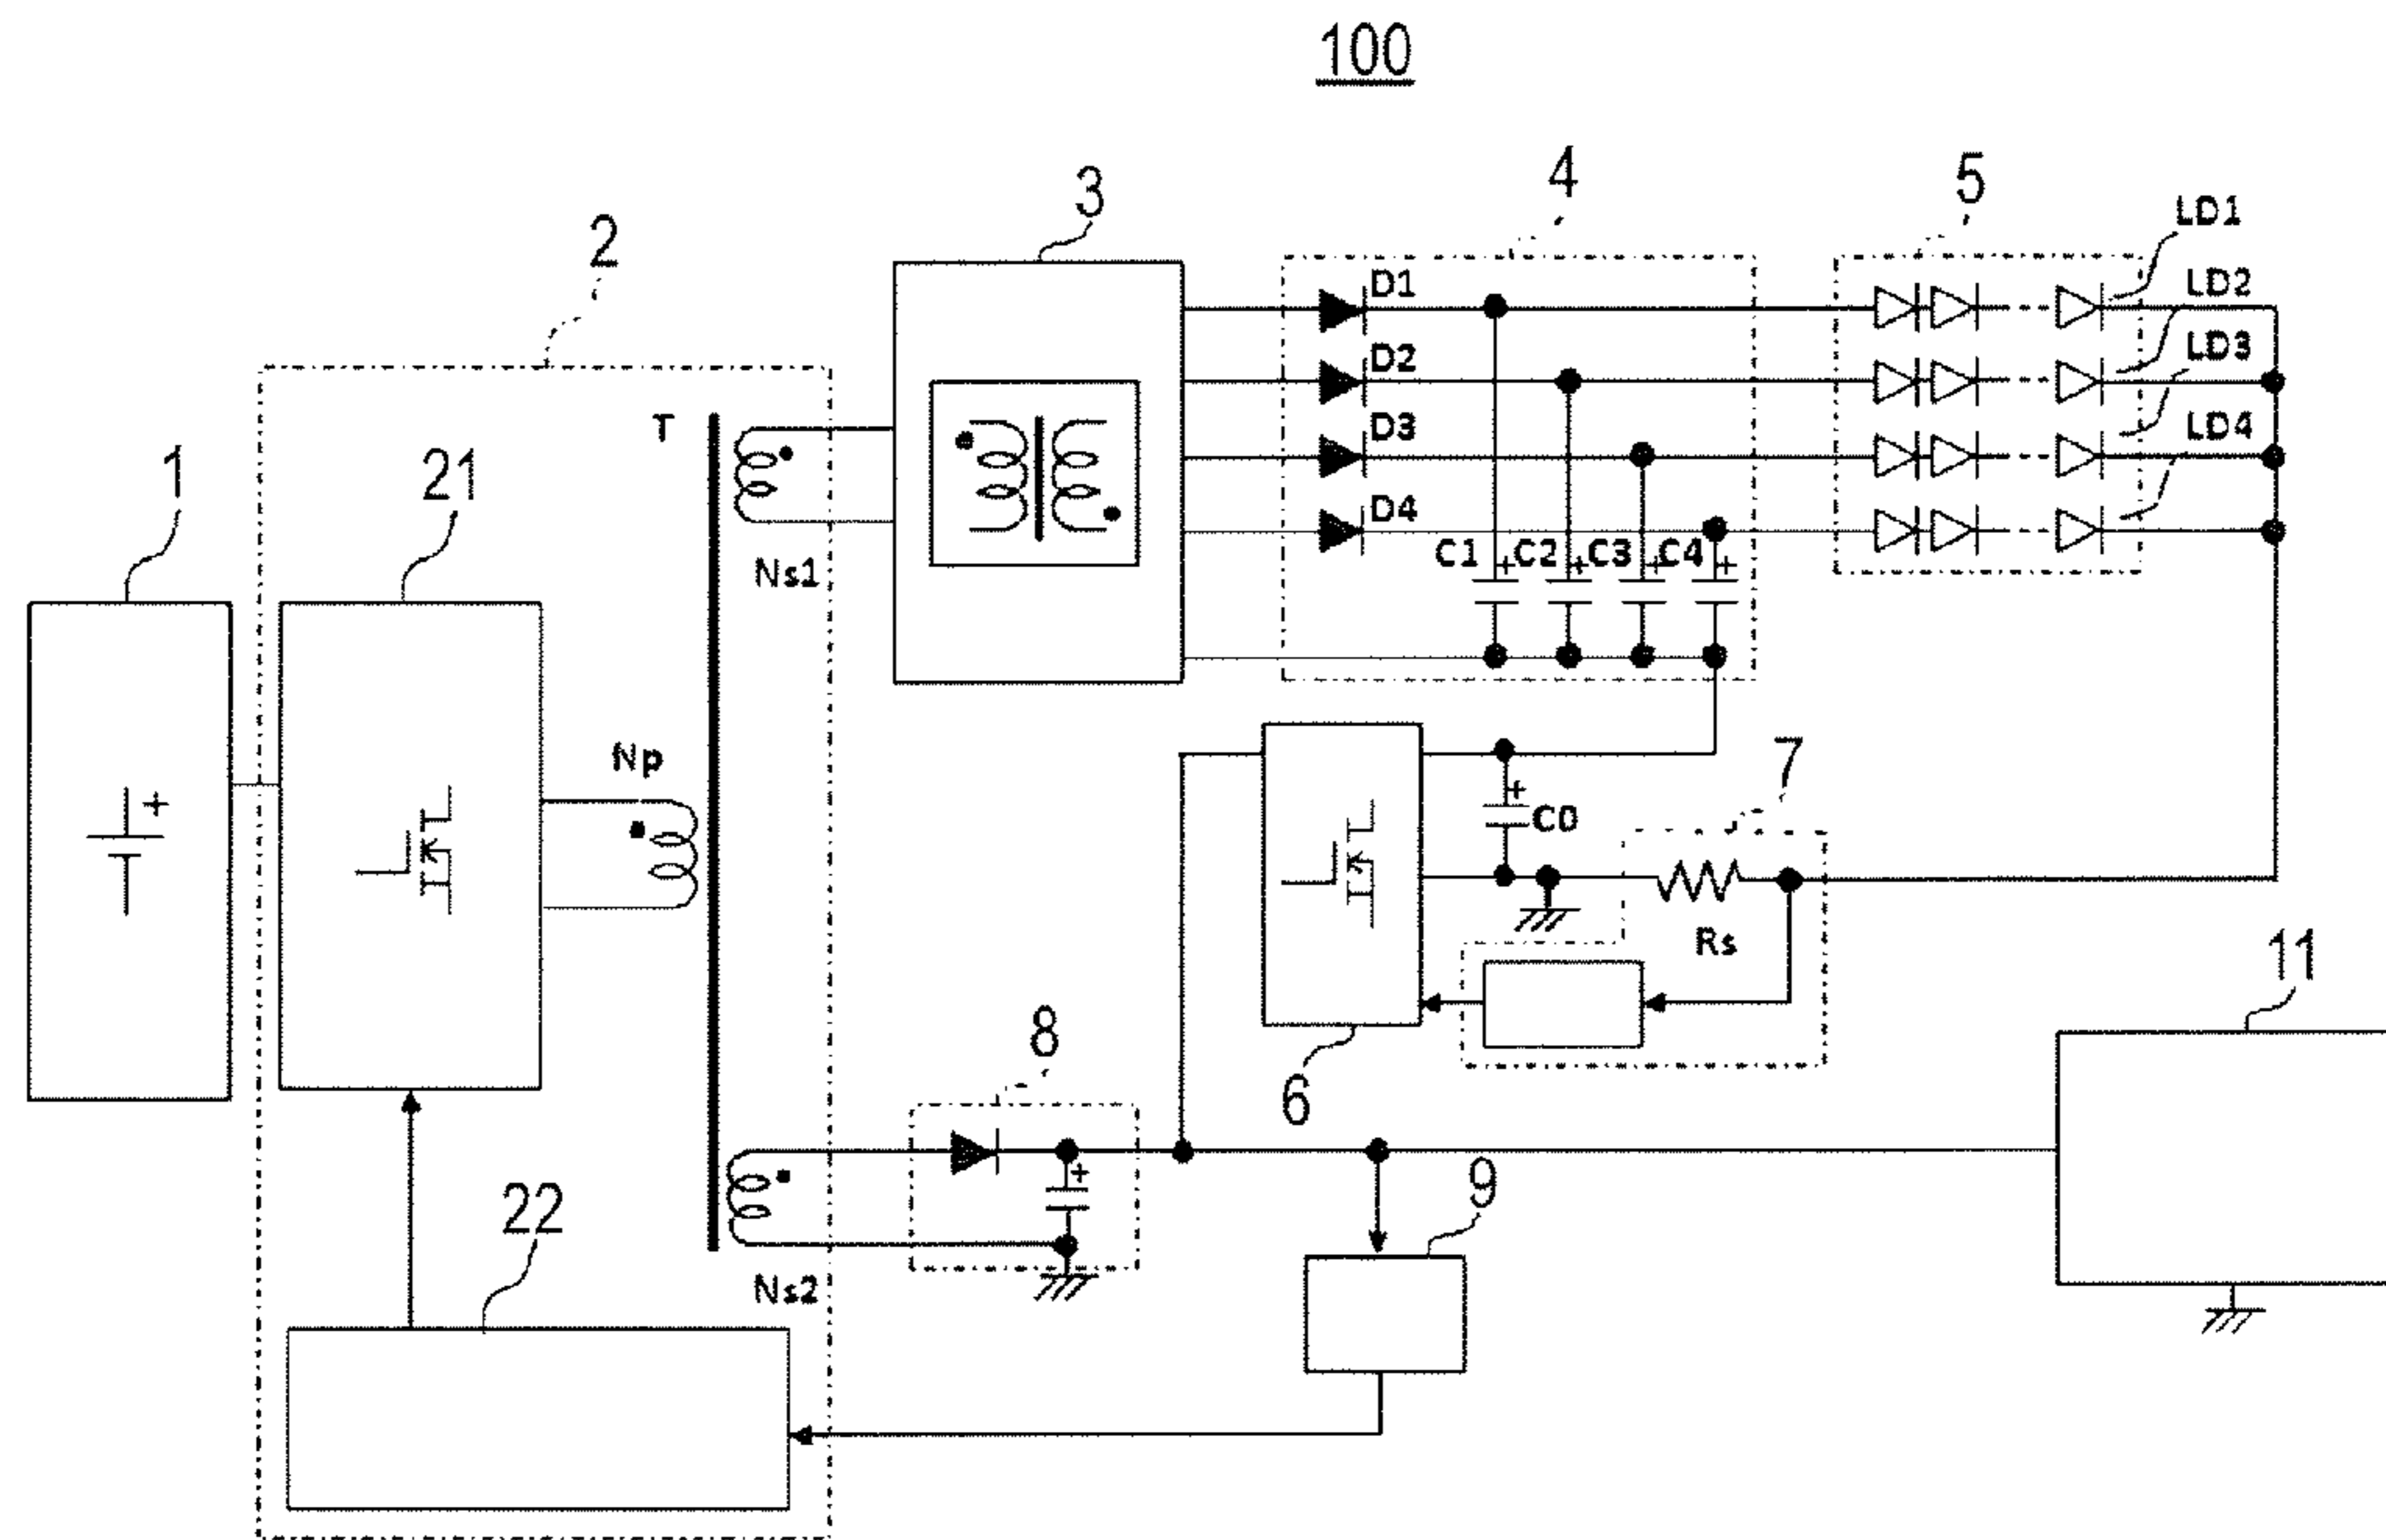 100
4
5
LD1
3
2
LD2
D1
LD3
D2
T
D3
LD4
1
21
D4
Ns1
C1
C2
C3
C4
+
+
+
+
Np
7
+
+
C0
Rs
11
8
6
9
+
22
Ns2